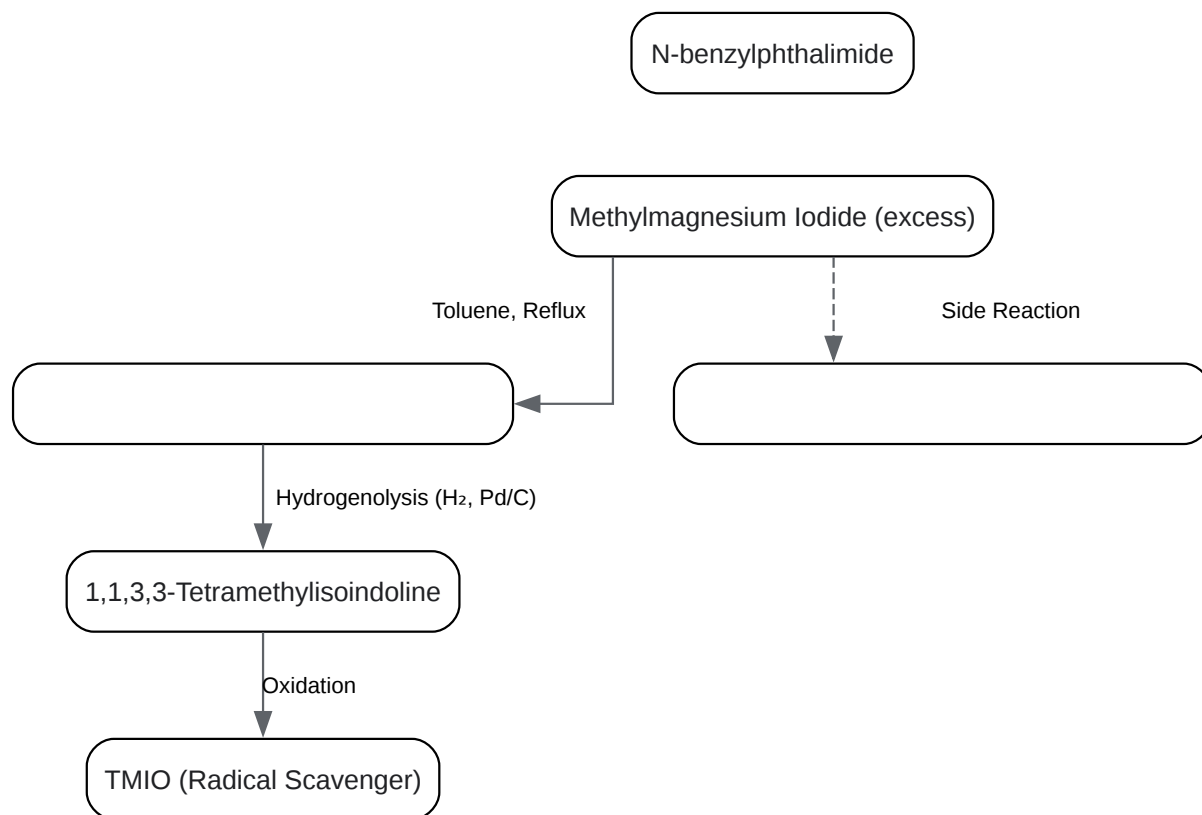 N-benzylphthalimide
Methylmagnesium Iodide (excess)
Toluene, Reflux
Side Reaction
Hydrogenolysis (H₂, Pd/C)
1,1,3,3-Tetramethylisoindoline
Oxidation
TMIO (Radical Scavenger)